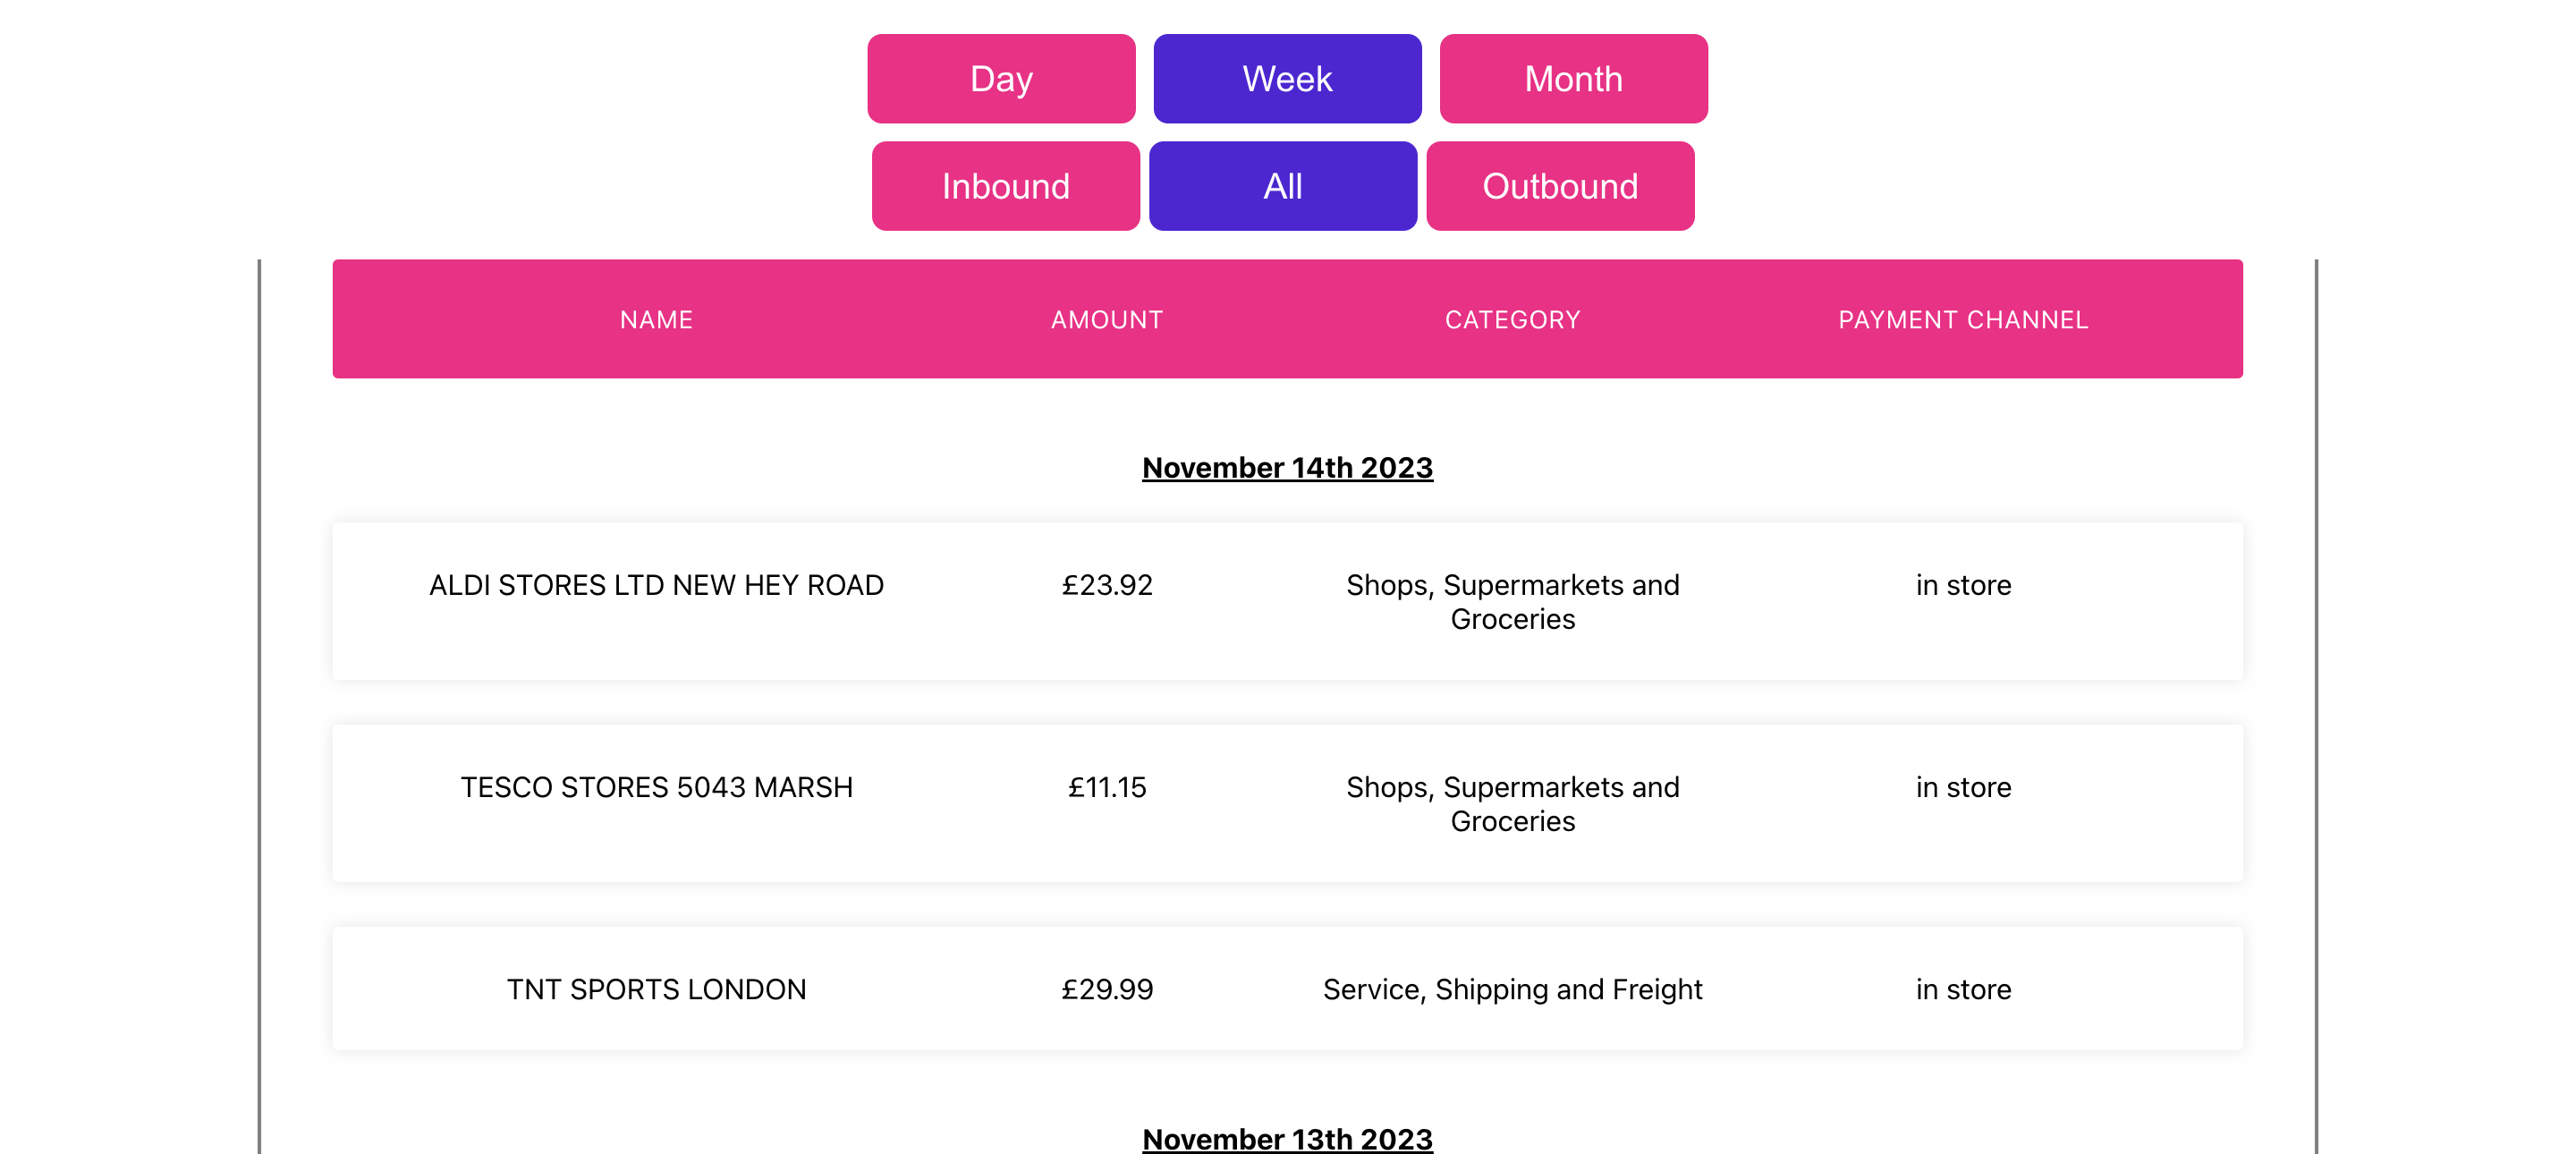 Day Week Month
Inbound All Outbound
NAME AMOUNT CATEGORY PAYMENT CHANNEL
November 14th 2023
ALDI STORES LTD NEW HEY ROAD £23.92 Shops, Supermarkets and in store
Groceries
TESCO STORES 5043 MARSH £11.15 Shops, Supermarkets and in store
Groceries
TNT SPORTS LONDON £29.99 Service, Shipping and Freight in store
November 13th 2023